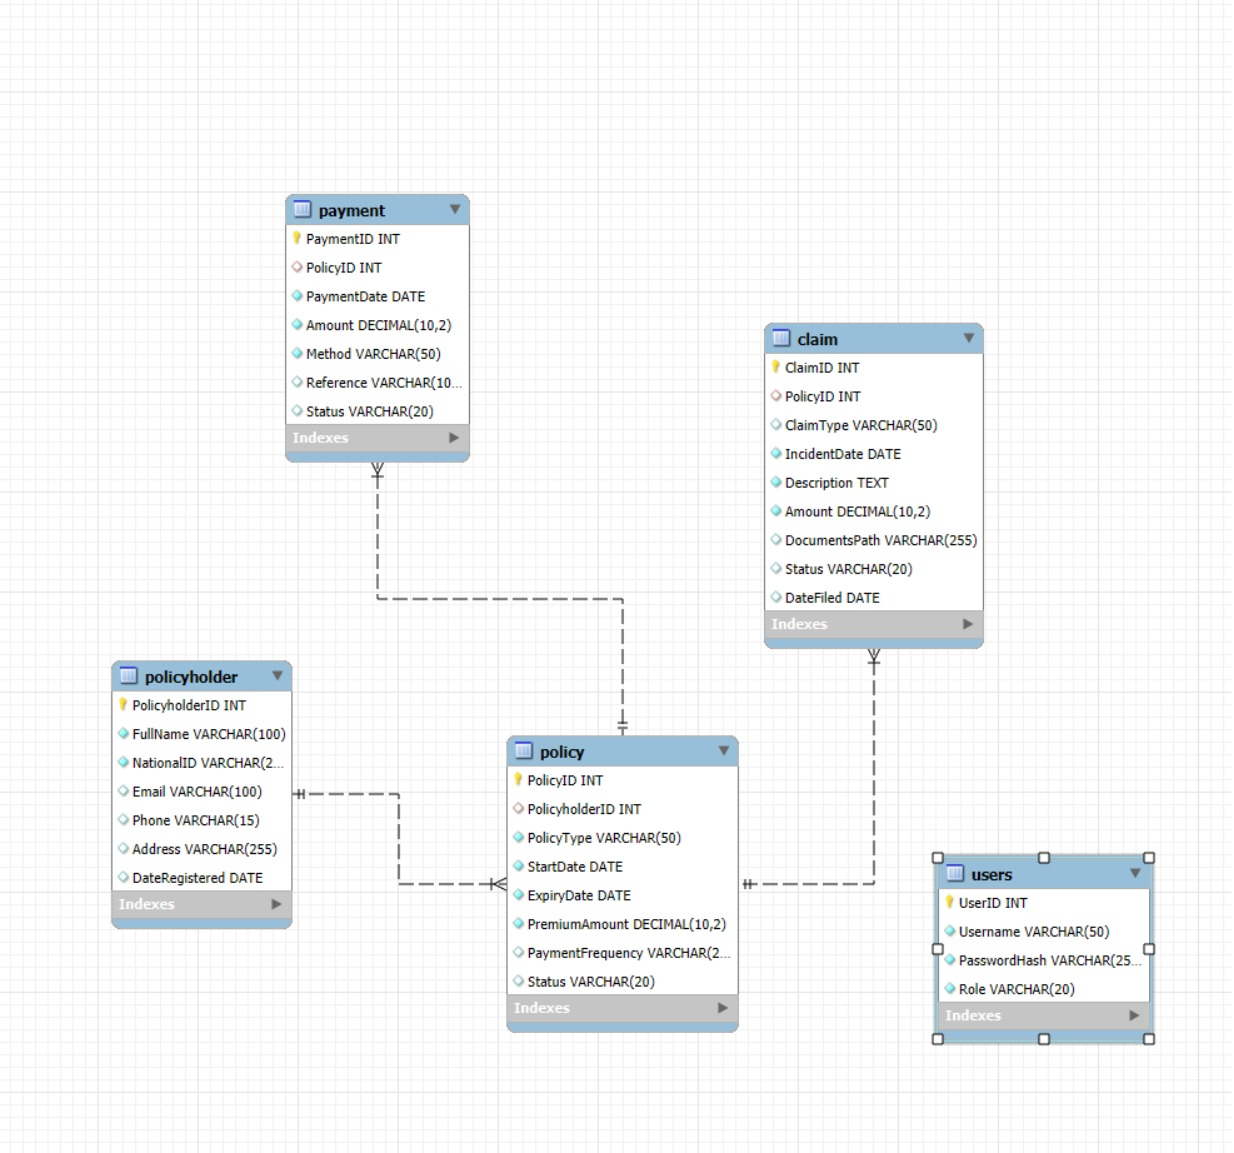 payment
PaymentID INT
PolicyID INT
PaymentDate DATE
Amount DECIMAL(10,2)
Method VARCHAR(50)
Reference VARCHAR(10...
Status VARCHAR(20)
Indexes
claim
ClaimID INT
PolicyID INT
ClaimType VARCHAR(50)
IncidentDate DATE
Description TEXT
Amount DECIMAL(10,2)
DocumentsPath VARCHAR(255)
Status VARCHAR(20)
DateFiled DATE
Indexes
policyholder
PolicyholderID INT
FullName VARCHAR(100)
NationalID VARCHAR(2...
Email VARCHAR(100)
Phone VARCHAR(15)
Address VARCHAR(255)
DateRegistered DATE
Indexes
policy
PolicyID INT
PolicyholderID INT
PolicyType VARCHAR(50)
StartDate DATE
ExpiryDate DATE
PremiumAmount DECIMAL(10,2)
PaymentFrequency VARCHAR(2...
Status VARCHAR(20)
Indexes
users
UserID INT
Username VARCHAR(50)
PasswordHash VARCHAR(25...
Role VARCHAR(20)
Indexes